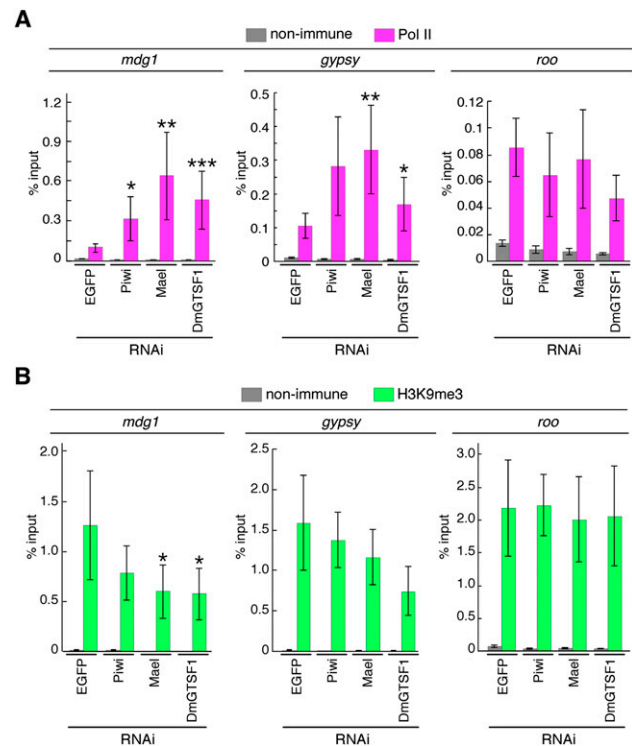 A
non-immune Pol II
mdg1 gypsy roo
% input
1.2
0.9
0.6
0.3
0
* ** ***
EGFP Piwi Mael DmGTSF1
RNAi
% input
0.5
0.4
0.3
0.2
0.1
0
** *
EGFP Piwi Mael DmGTSF1
RNAi
% input
0.12
0.08
0.04
0.02
0
EGFP Piwi Mael DmGTSF1
RNAi
B
non-immune H3K9me3
mdg1 gypsy roo
% input
2.0
1.5
1.0
0.5
0
* *
EGFP Piwi Mael DmGTSF1
RNAi
% input
2.5
2.0
1.5
1.0
0.5
0
EGFP Piwi Mael DmGTSF1
RNAi
% input
3.0
2.5
2.0
1.5
1.0
0.5
0
EGFP Piwi Mael DmGTSF1
RNAi